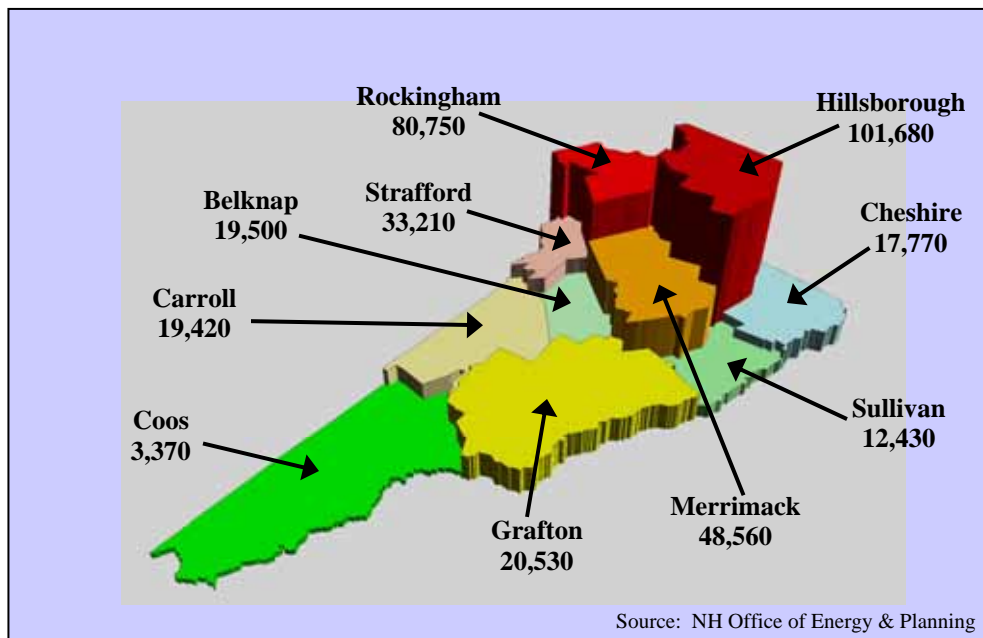 Rockingham
80,750
Hillsborough
101,680
Strafford
33,210
Belknap
19,500
Cheshire
17,770
Carroll
19,420
Sullivan
12,430
Coos
3,370
Merrimack
48,560
Grafton
20,530
Source: NH Office of Energy & Planning